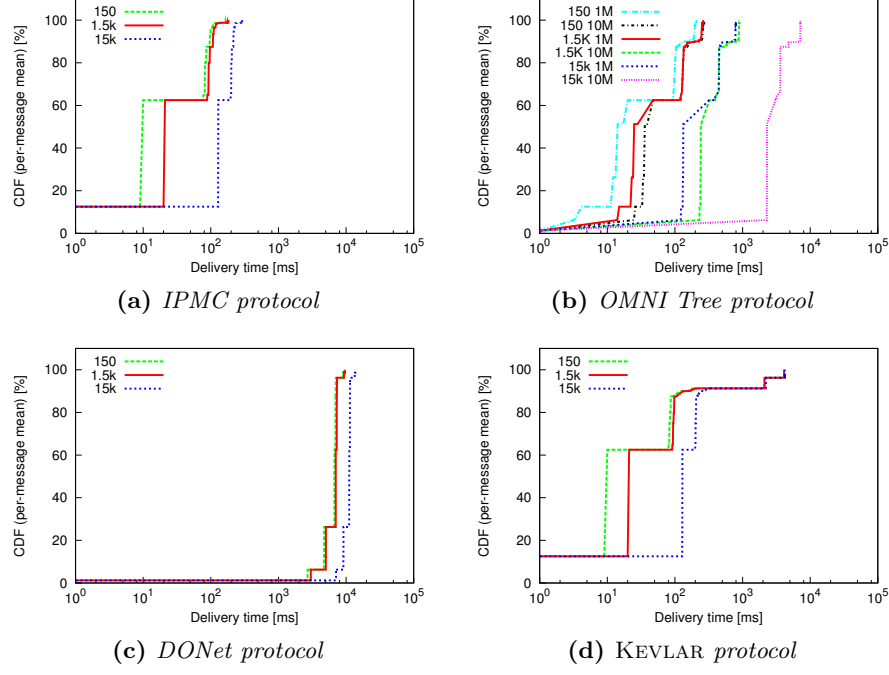 CDF (per-message mean) [%]
100
80
60
40
20
0
150
1.5k
15k
10^0 10^1 10^2 10^3 10^4 10^5
Delivery time [ms]
(a) IPMC protocol
CDF (per-message mean) [%]
100
80
60
40
20
0
150 1M
150 10M
1.5K 1M
1.5K 10M
15k 1M
15k 10M
10^0 10^1 10^2 10^3 10^4 10^5
Delivery time [ms]
(b) OMNI Tree protocol
CDF (per-message mean) [%]
100
80
60
40
20
0
150
1.5k
15k
10^0 10^1 10^2 10^3 10^4 10^5
Delivery time [ms]
(c) DONet protocol
CDF (per-message mean) [%]
100
80
60
40
20
0
150
1.5k
15k
10^0 10^1 10^2 10^3 10^4 10^5
Delivery time [ms]
(d) KEVLAR protocol